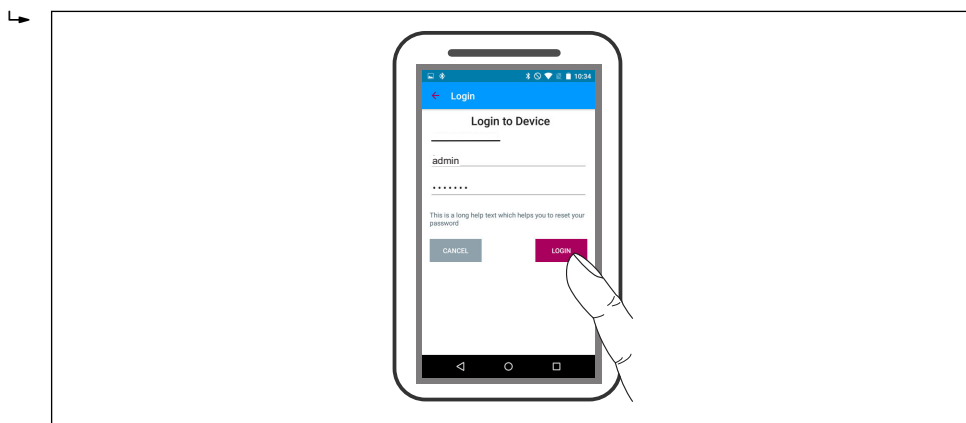 10:34
Login
Login to Device
admin
•••••••
This is a long help text which helps you to reset your
password
CANCEL LOGIN